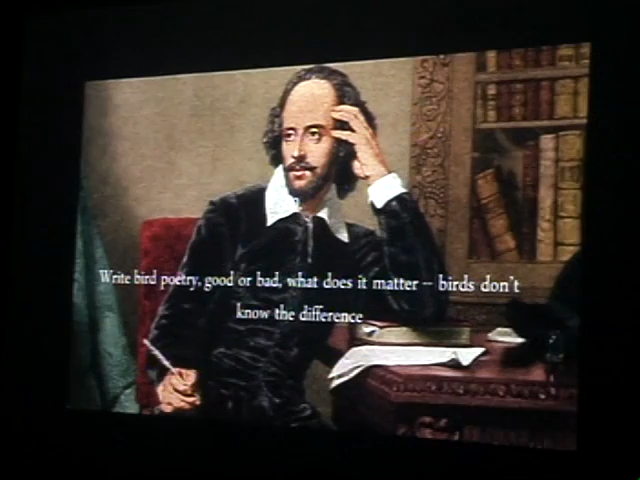 Write bird poetry, good or bad, what does it matter – birds don't
know the difference